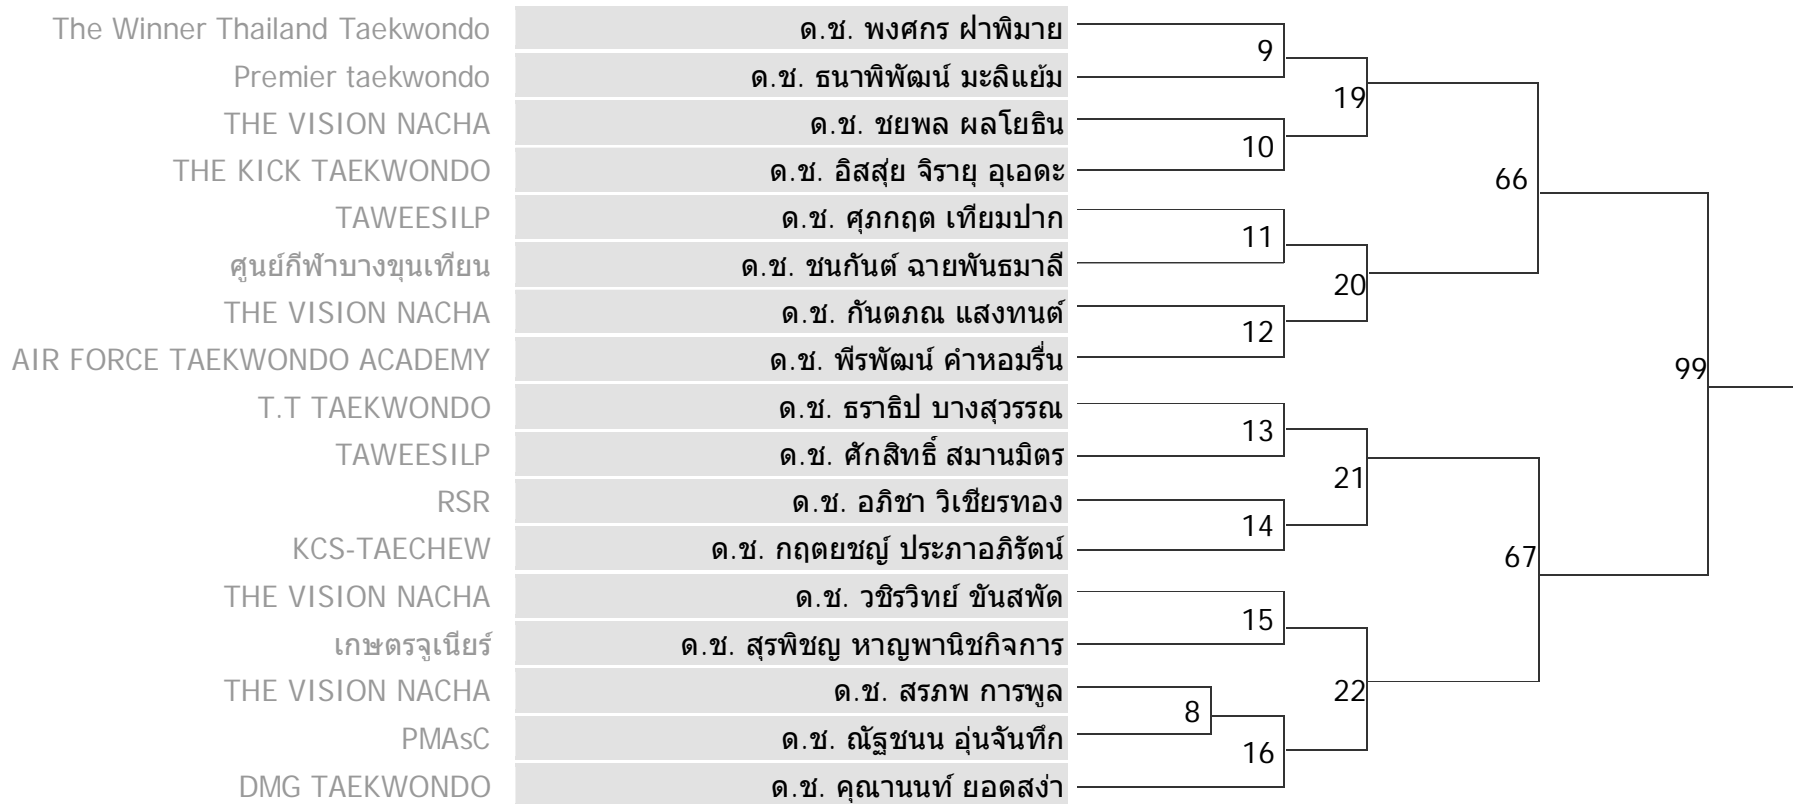 The Winner Thailand Taekwondo ด.ช. พงศกร ฝาพิมาย
9
Premier taekwondo ด.ช. ธนาพิพัฒน์ มะลิแย้ม
19
THE VISION NACHA ด.ช. ชยพล ผลโยธิน
10
THE KICK TAEKWONDO ด.ช. อิสสุ่ย จิรายุ อุเอดะ
66
TAWEESILP ด.ช. ศุภกฤต เทียมปาก
11
ศูนย์กีฬาบางขุนเทียน ด.ช. ชนกันต์ ฉายพันธมาลี
20
THE VISION NACHA ด.ช. กันตภณ แสงทนต์
12
AIR FORCE TAEKWONDO ACADEMY ด.ช. พีรพัฒน์ คำหอมรื่น
99
T.T TAEKWONDO ด.ช. ธราธิป บางสุวรรณ
13
TAWEESILP ด.ช. ศักสิทธิ์ สมานมิตร
21
RSR ด.ช. อภิชา วิเชียรทอง
14
KCS-TAECHEW ด.ช. กฤตยชญ์ ประภาอภิรัตน์
67
THE VISION NACHA ด.ช. วชิรวิทย์ ขันสพัด
15
เกษตรจูเนียร์ ด.ช. สุรพิชญ หาญพานิชกิจการ
THE VISION NACHA ด.ช. สรภพ การพูล
22
8
PMAsC ด.ช. ณัฐชนน อุ่นจันทึก
16
DMG TAEKWONDO ด.ช. คุณานนท์ ยอดสง่า